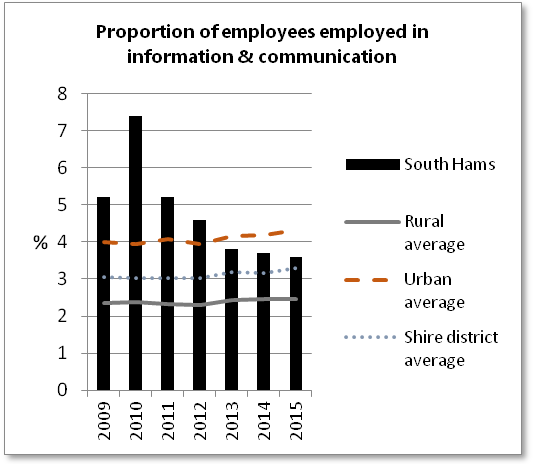 Proportion of employees employed in
information & communication
8
7
6
5
4
3
2
1
0
%
2009
2010
2011
2012
2013
2014
2015
South Hams
Rural
average
Urban
average
Shire district
average